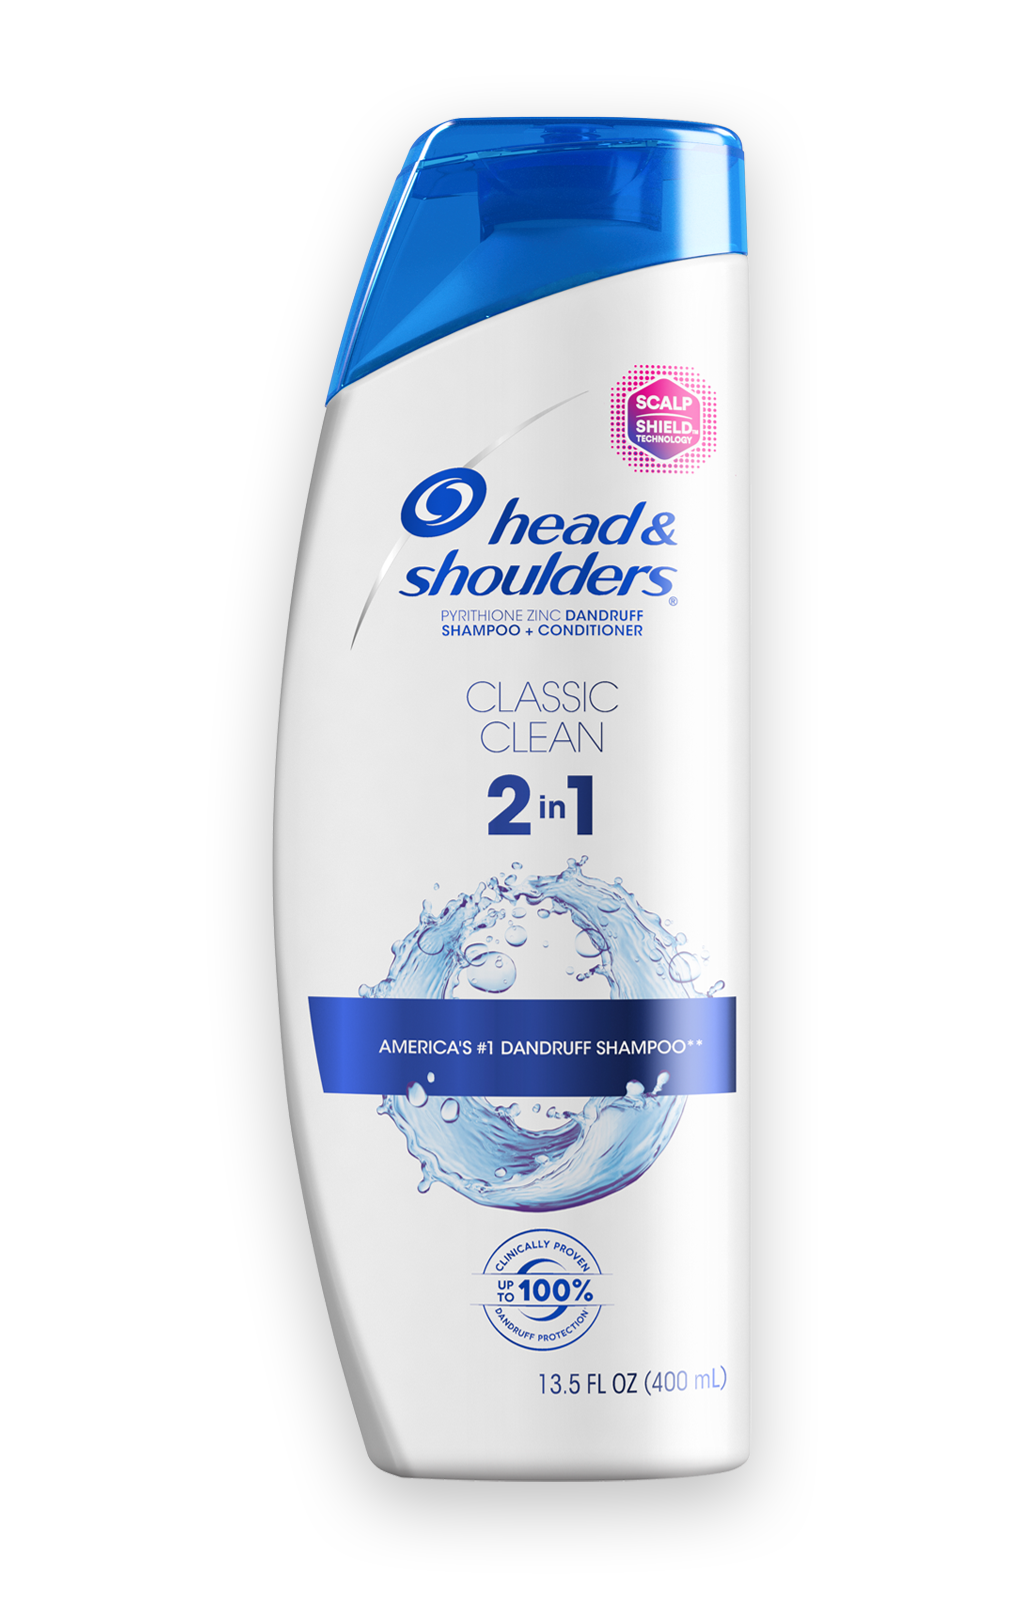 SCALP
SHIELD™
TECHNOLOGY
head &
shoulders®
PYRITHIONE ZINC DANDRUFF
SHAMPOO + CONDITIONER
CLASSIC
CLEAN
2 in 1
AMERICA'S #1 DANDRUFF SHAMPOO**
CLINICALLY PROVEN
UP TO 100%
DANDRUFF PROTECTION
13.5 FL OZ (400 mL)